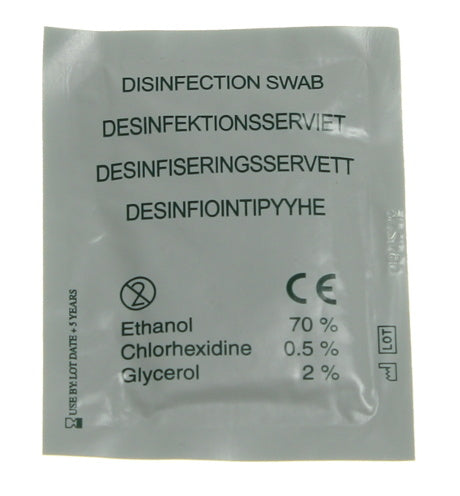 DISINFECTION SWAB
DESINFEKTIONSSERVIET
DESINFISERINGSSERVETT
DESINFIOINTIPYYHE
2
CE
Ethanol 70 %
Chlorhexidine 0.5 %
Glycerol 2 %
USE BY: LOT DATE + 5 YEARS
LOT